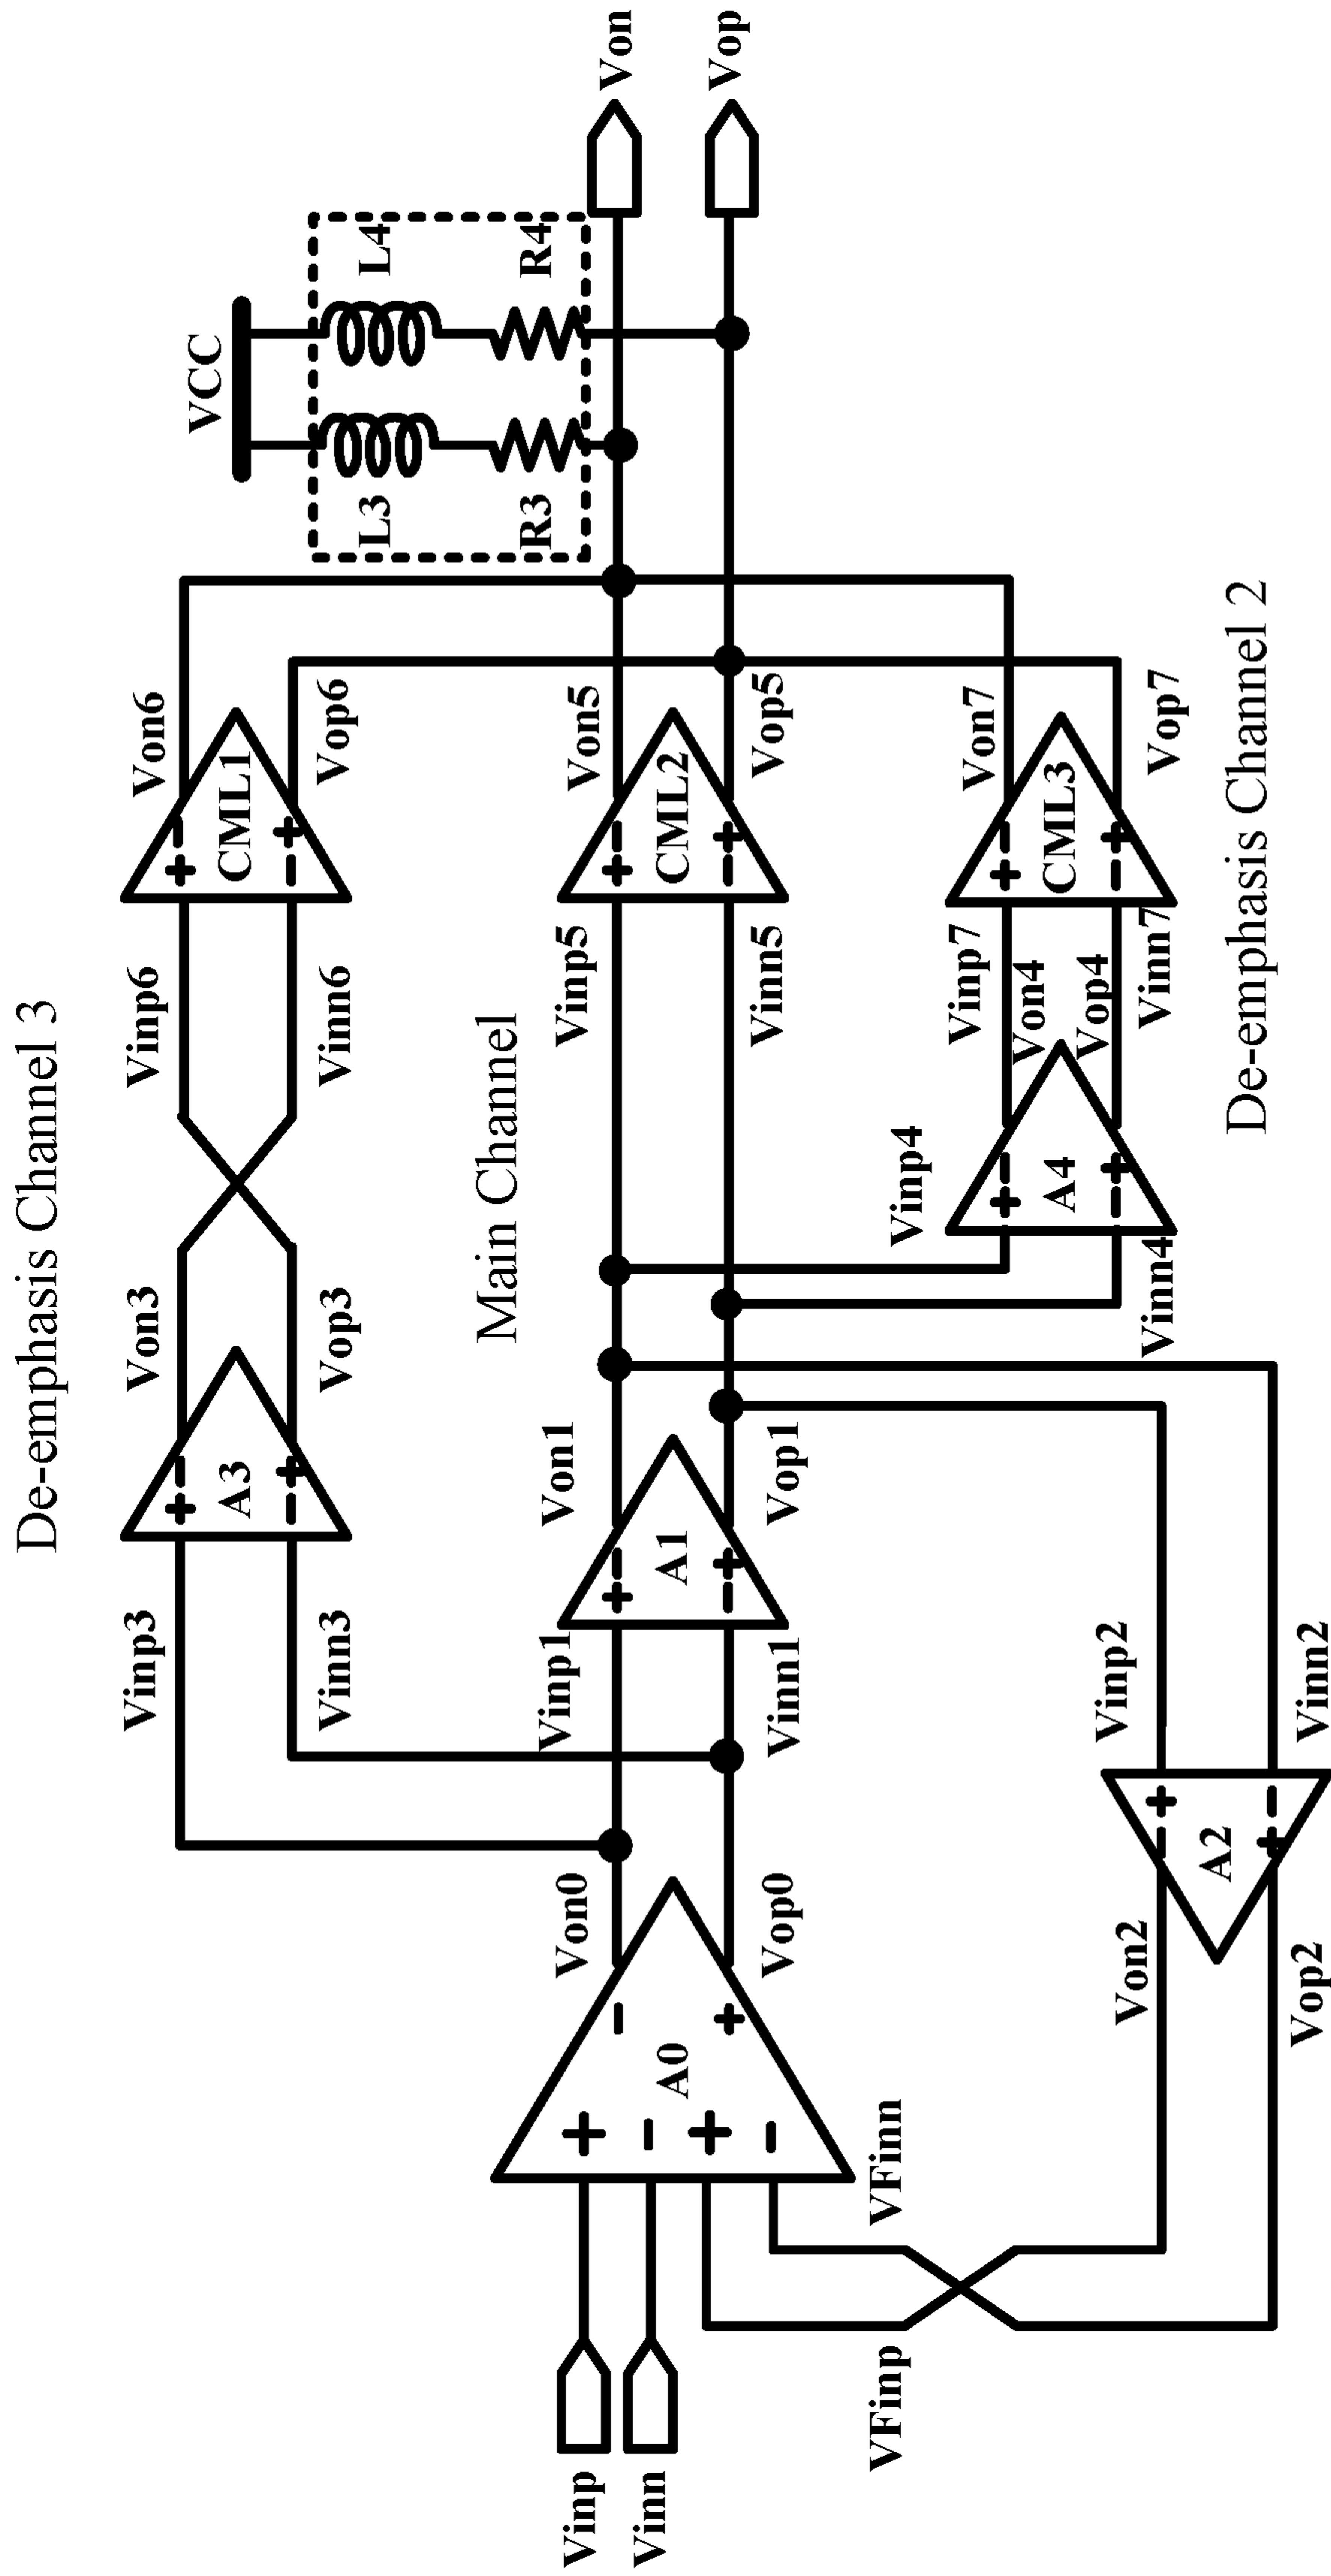 De-emphasis Channel 3
Vinp3
Vinn3
A3
Von3
Vop3
Vinp6
Vinn6
CML1
Von6
Vop6
VCC
L3
L4
R3
R4
Main Channel
Vinp
Vinn
A0
Von0
Vop0
Vinp1
Vinn1
A1
Von1
Vop1
Vinp5
Vinn5
CML2
Von5
Vop5
Von
Vop
VFinn
VFinp
Von2
Vop2
A2
Vinp2
Vinn2
Vinp4
Vinn4
A4
Von4
Vop4
Vinp7
Vinn7
CML3
Von7
Vop7
De-emphasis Channel 2